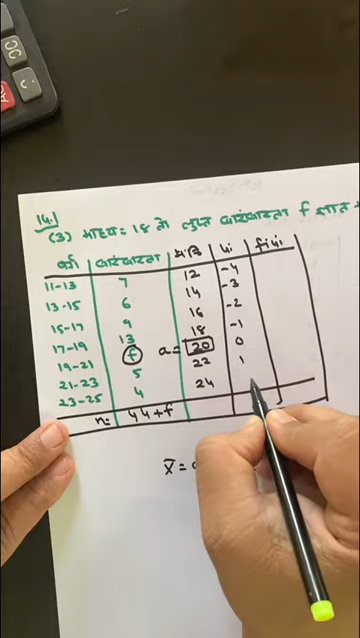 CC
C.
AC
14.1
(3) माध्य = 18 तो लुप्त बारंबारता f ज्ञात
वर्ग बारंबारता ui fiui
11-13 7 12 -4
13-15 6 14 -3
15-17 9 16 -2
17-19 13 18 -1
19-21 f a= 20 0
21-23 5 22 1
23-25 4 24
n= 44+f
x̄ =